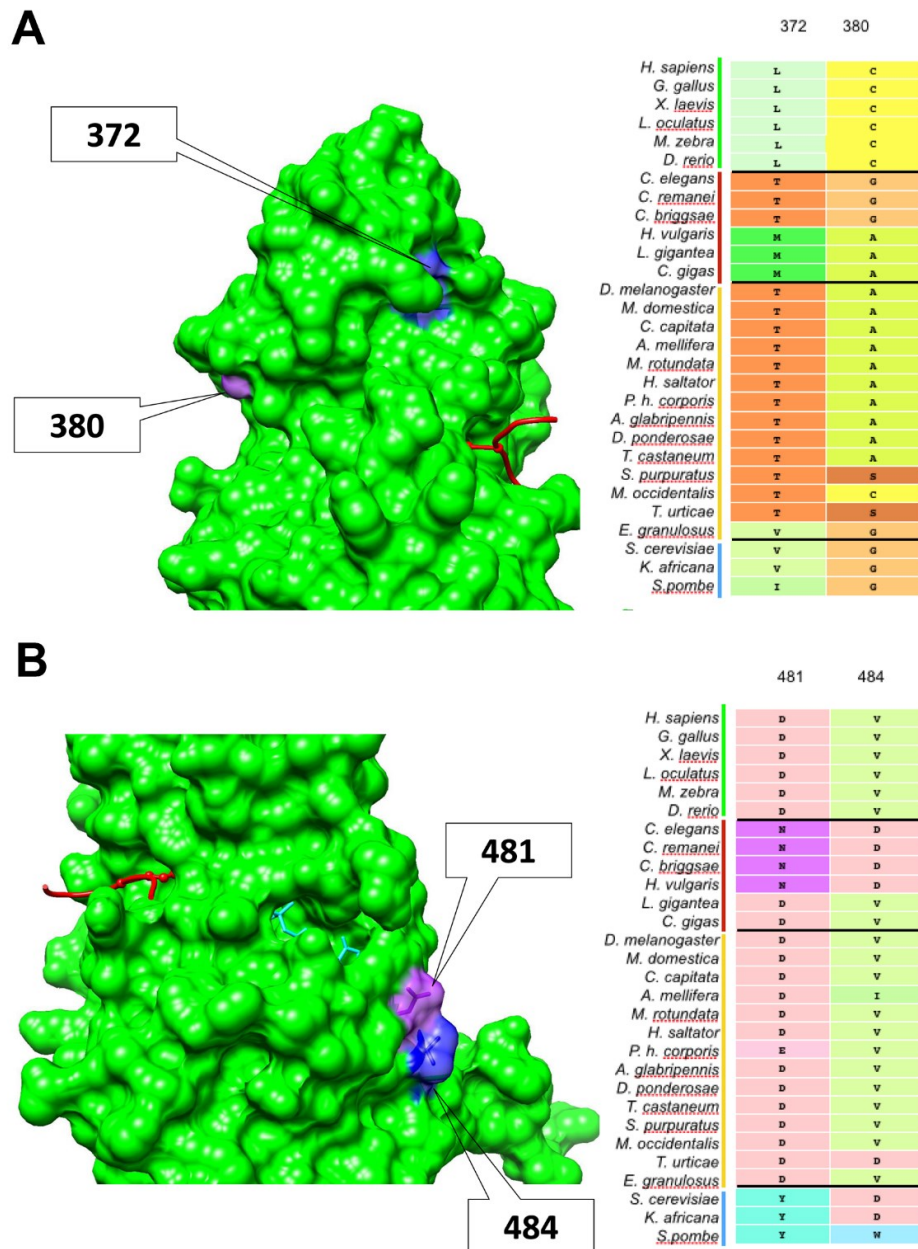 A
372 380
372
380
H. sapiens L C
G. gallus L C
X. laevis L C
L. oculatus L C
M. zebra L C
D. rerio L C
C. elegans T G
C. remanei T G
C. briggsae T G
H. vulgaris M A
L. gigantea M A
C. gigas M A
D. melanogaster T A
M. domestica T A
C. capitata T A
A. mellifera T A
M. rotundata T A
H. saltator T A
P. h. corporis T A
A. glabripennis T A
D. ponderosae T A
T. castaneum T A
S. purpuratus T S
M. occidentalis T C
T. urticae T S
E. granulosus V G
S. cerevisiae V G
K. africana V G
S.pombe I G
B
481 484
481
484
H. sapiens D V
G. gallus D V
X. laevis D V
L. oculatus D V
M. zebra D V
D. rerio D V
C. elegans N D
C. remanei N D
C. briggsae N D
H. vulgaris N D
L. gigantea D V
C. gigas D V
D. melanogaster D V
M. domestica D V
C. capitata D V
A. mellifera D I
M. rotundata D V
H. saltator D V
P. h. corporis E V
A. glabripennis D V
D. ponderosae D V
T. castaneum D V
S. purpuratus D V
M. occidentalis D V
T. urticae D D
E. granulosus D V
S. cerevisiae Y D
K. africana Y D
S.pombe Y W